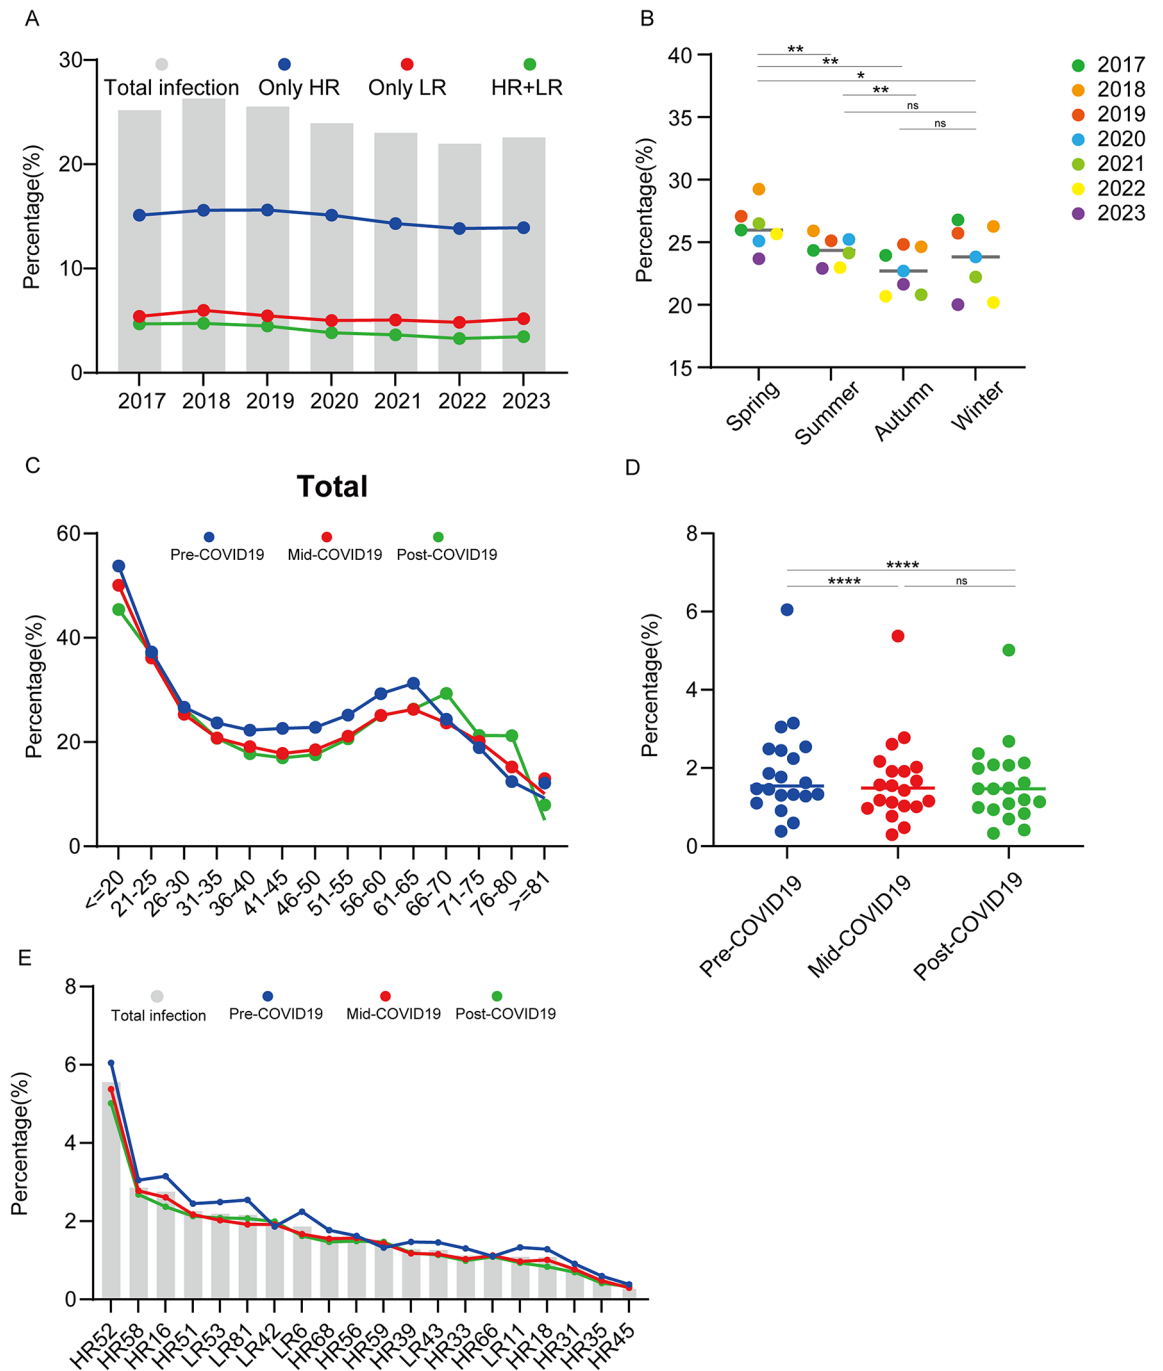 A
Percentage(%)
30
20
10
0
Total infection
Only HR
Only LR
HR+LR
2017
2018
2019
2020
2021
2022
2023
B
Percentage(%)
40
35
30
25
20
15
**
**
*
**
ns
ns
Spring
Summer
Autumn
Winter
2017
2018
2019
2020
2021
2022
2023
C
Total
Percentage(%)
60
40
20
0
Pre-COVID19
Mid-COVID19
Post-COVID19
<=20
21-25
26-30
31-35
36-40
41-45
46-50
51-55
56-60
61-65
66-70
71-75
76-80
>=81
D
Percentage(%)
8
6
4
2
0
****
****
ns
Pre-COVID19
Mid-COVID19
Post-COVID19
E
Percentage(%)
8
6
4
2
0
Total infection
Pre-COVID19
Mid-COVID19
Post-COVID19
HR52
HR58
HR16
HR51
LR53
LR81
LR42
LR6
HR68
HR56
HR59
HR39
LR43
HR33
HR66
LR11
HR18
HR31
HR35
HR45